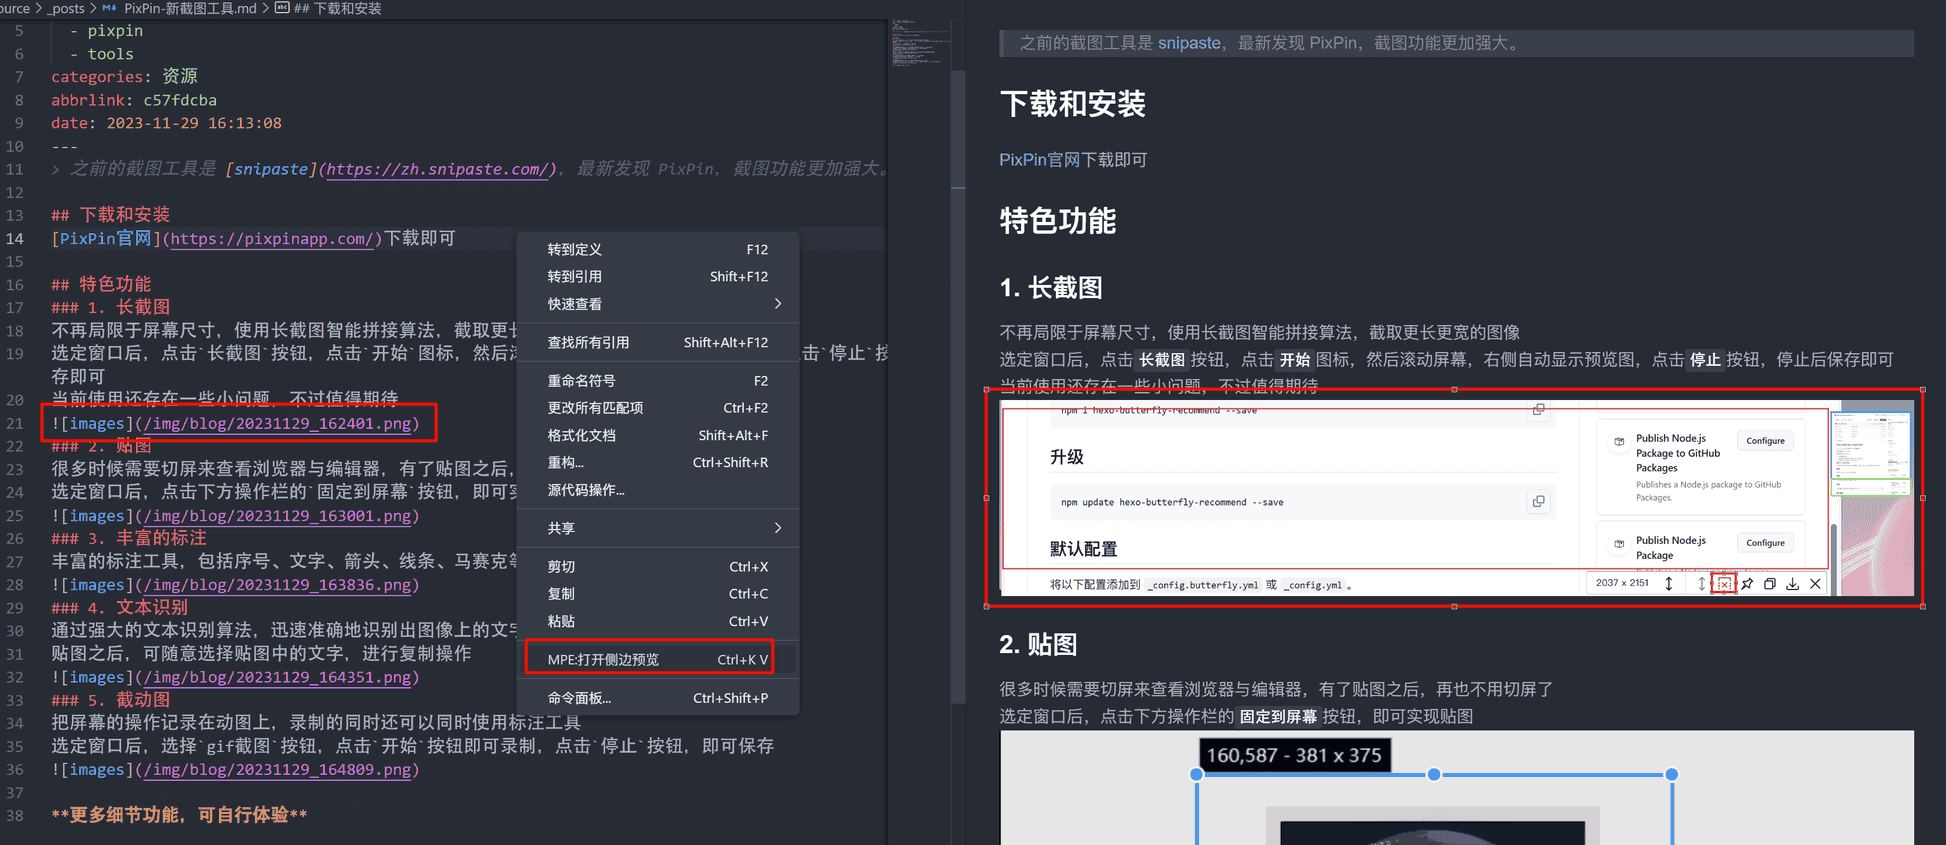 ource > _posts > PixPin-新截图工具.md > ## 下载和安装
5 - pixpin
6 - tools
7 categories: 资源
8 abbrlink: c57fdcba
9 date: 2023-11-29 16:13:08
10 ---
11 > 之前的截图工具是 [snipaste](https://zh.snipaste.com/)，最新发现 PixPin，截图功能更加强大。
12
13 ## 下载和安装
14 [PixPin官网](https://pixpinapp.com/)下载即可
15
16 ## 特色功能
17 ### 1. 长截图
18 不再局限于屏幕尺寸，使用长截图智能拼接算法，截取更长
19 选定窗口后，点击`长截图`按钮，点击`开始`图标，然后滚 击`停止`按
存即可
20 当前使用还存在一些小问题，不过值得期待
21 ![images](/img/blog/20231129_162401.png)
22 ### 2. 贴图
23 很多时候需要切屏来查看浏览器与编辑器，有了贴图之后，
24 选定窗口后，点击下方操作栏的`固定到屏幕`按钮，即可实
25 ![images](/img/blog/20231129_163001.png)
26 ### 3. 丰富的标注
27 丰富的标注工具，包括序号、文字、箭头、线条、马赛克等
28 ![images](/img/blog/20231129_163836.png)
29 ### 4. 文本识别
30 通过强大的文本识别算法，迅速准确地识别出图像上的文字
31 贴图之后，可随意选择贴图中的文字，进行复制操作
32 ![images](/img/blog/20231129_164351.png)
33 ### 5. 截动图
34 把屏幕的操作记录在动图上，录制的同时还可以同时使用标注工具
35 选定窗口后，选择`gif截图`按钮，点击`开始`按钮即可录制，点击`停止`按钮，即可保存
36 ![images](/img/blog/20231129_164809.png)
37
38 **更多细节功能，可自行体验**
转到定义 F12
转到引用 Shift+F12
快速查看 >
查找所有引用 Shift+Alt+F12
重命名符号 F2
更改所有匹配项 Ctrl+F2
格式化文档 Shift+Alt+F
重构... Ctrl+Shift+R
源代码操作...
共享 >
剪切 Ctrl+X
复制 Ctrl+C
粘贴 Ctrl+V
MPE:打开侧边预览 Ctrl+K V
命令面板... Ctrl+Shift+P
之前的截图工具是 snipaste，最新发现 PixPin，截图功能更加强大。
下载和安装
PixPin官网下载即可
特色功能
1. 长截图
不再局限于屏幕尺寸，使用长截图智能拼接算法，截取更长更宽的图像
选定窗口后，点击 长截图 按钮，点击 开始 图标，然后滚动屏幕，右侧自动显示预览图，点击 停止 按钮，停止后保存即可
当前使用还存在一些小问题，不过值得期待
npm i hexo-butterfly-recommend --save
升级
npm update hexo-butterfly-recommend --save
默认配置
将以下配置添加到 _config.butterfly.yml 或 _config.yml 。
Publish Node.js Package to GitHub Packages
Configure
Publishes a Node.js package to GitHub Packages.
Publish Node.js Package
Configure
2037 x 2151
2. 贴图
很多时候需要切屏来查看浏览器与编辑器，有了贴图之后，再也不用切屏了
选定窗口后，点击下方操作栏的 固定到屏幕 按钮，即可实现贴图
160,587 - 381 x 375